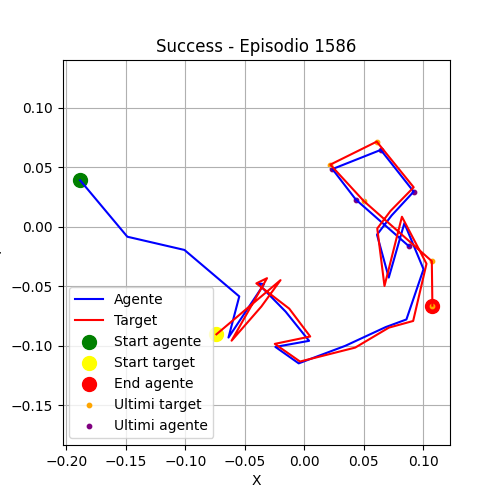 Success - Episodio 1586
0.10
0.05
0.00
−0.05
−0.10
−0.15
Agente
Target
Start agente
Start target
End agente
Ultimi target
Ultimi agente
−0.20
−0.15
−0.10
−0.05
0.00
0.05
0.10
X